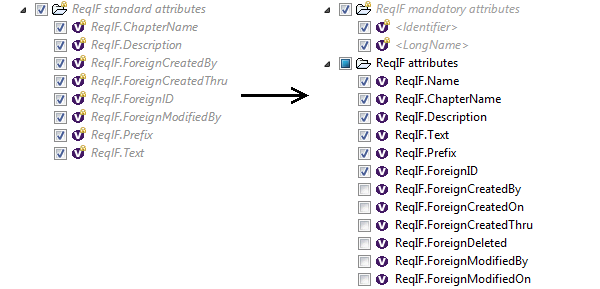 ReqIF standard attributes
ReqIF.ChapterName
ReqIF.Description
ReqIF.ForeignCreatedBy
ReqIF.ForeignCreatedThru
ReqIF.ForeignID
ReqIF.ForeignModifiedBy
ReqIF.Prefix
ReqIF.Text
ReqIF mandatory attributes
<Identifier>
<LongName>
ReqIF attributes
ReqIF.Name
ReqIF.ChapterName
ReqIF.Description
ReqIF.Text
ReqIF.Prefix
ReqIF.ForeignID
ReqIF.ForeignCreatedBy
ReqIF.ForeignCreatedOn
ReqIF.ForeignCreatedThru
ReqIF.ForeignDeleted
ReqIF.ForeignModifiedBy
ReqIF.ForeignModifiedOn